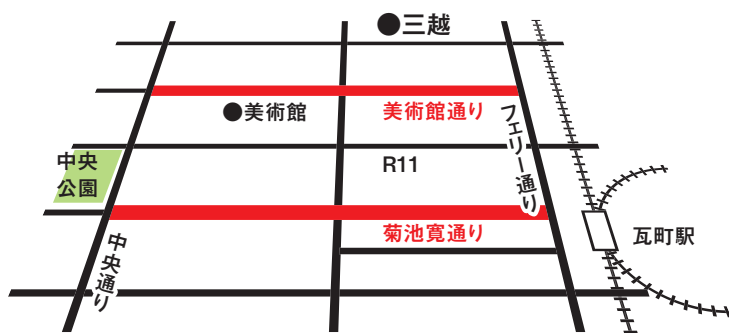 ●三越
●美術館
美術館通り
フェリー通り
中央
公園
R11
菊池寛通り
瓦町駅
中央通り